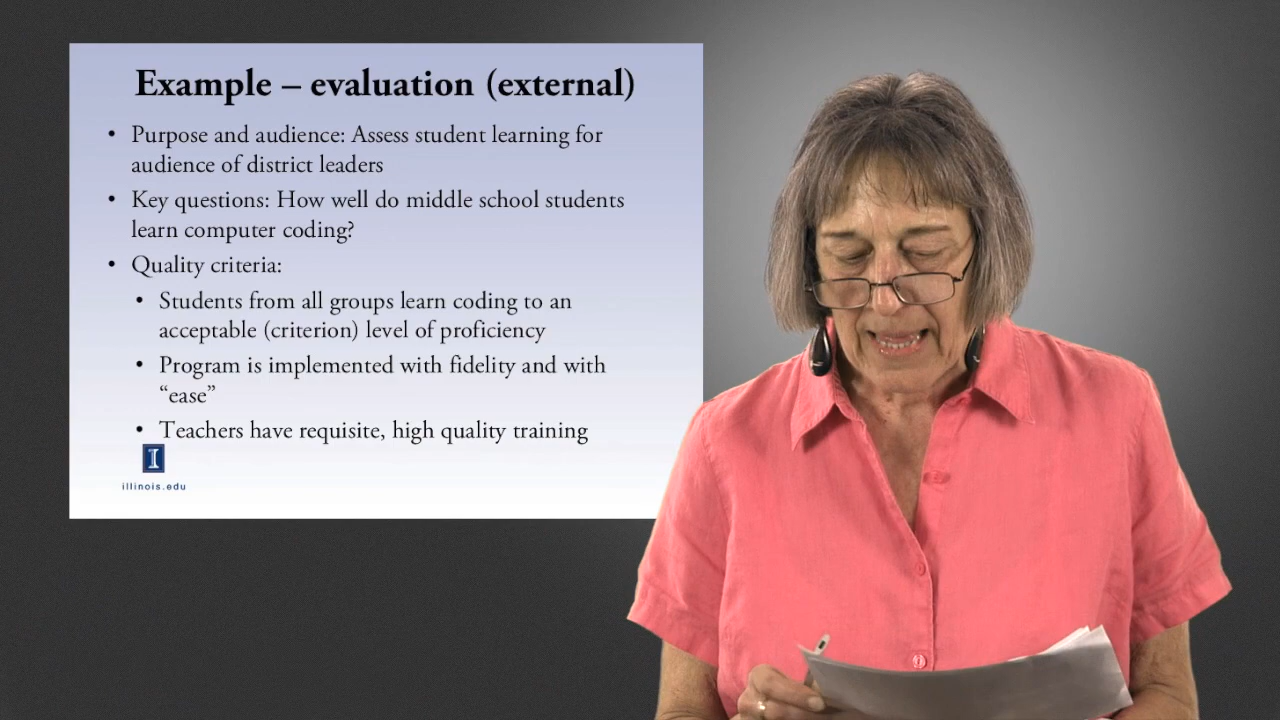 Example – evaluation (external)
• Purpose and audience: Assess student learning for
audience of district leaders
• Key questions: How well do middle school students
learn computer coding?
• Quality criteria:
• Students from all groups learn coding to an
acceptable (criterion) level of proficiency
• Program is implemented with fidelity and with
“ease”
• Teachers have requisite, high quality training
I
illinois.edu